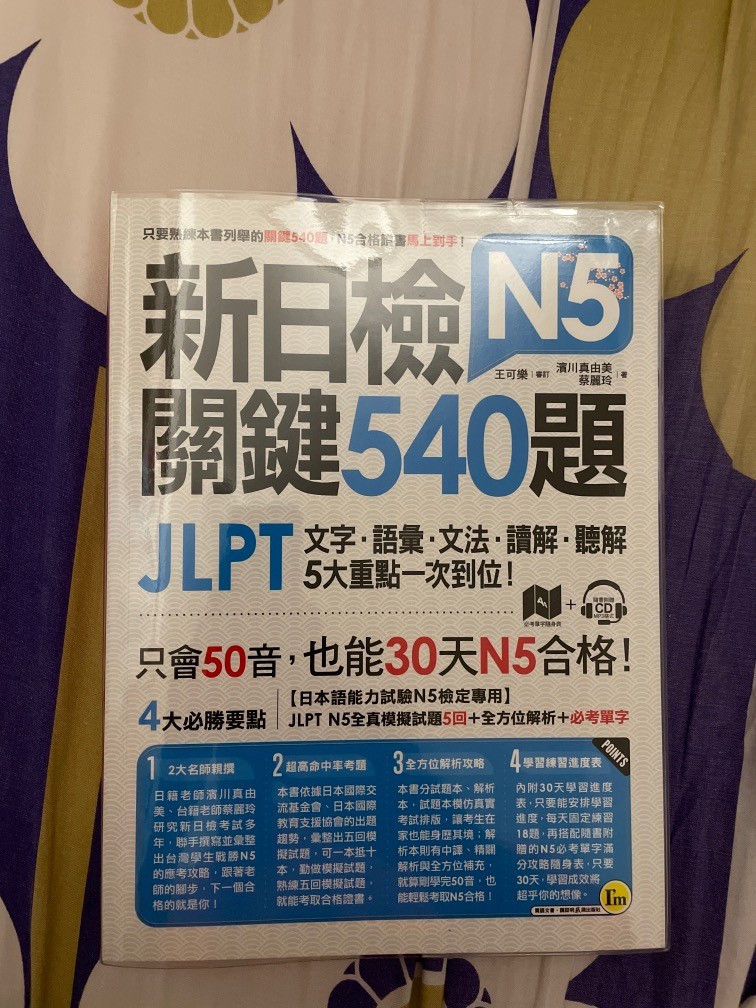 只要熟練本書列舉的關鍵540題，N5合格證書馬上到手！
新日檢
N5
王可樂｜審訂 濱川真由美 蔡麗玲｜著
關鍵540題
JLPT
文字・語彙・文法・讀解・聽解
5大重點一次到位！
必考單字隨身表
+
隨書附贈
CD
MP3格式
只會50音，也能30天N5合格！
4大必勝要點
【日本語能力試驗N5檢定專用】
JLPT N5全真模擬試題5回＋全方位解析＋必考單字
POINTS
1 2大名師親撰
日籍老師濱川真由
美、台籍老師蔡麗玲
研究新日檢考試多
年，聯手撰寫並彙整
出台灣學生戰勝N5
的應考攻略，跟著老
師的腳步，下一個合
格的就是你！
2 超高命中率考題
本書依據日本國際交
流基金會、日本國際
教育支援協會的出題
趨勢，彙整出五回模
擬試題，可一本抵十
本，勤做模擬試題，
熟練五回模擬試題，
就能考取合格證書。
3 全方位解析攻略
本書分試題本、解析
本，試題本模仿真實
考試排版，讓考生在
家也能身歷其境；解
析本則有中譯、精闢
解析與全方位補充，
就算剛學完50音，也
能輕鬆考取N5合格！
4 學習練習進度表
內附30天學習進度
表，只要能安排學習
進度，每天固定練習
18題，再搭配隨書附
贈的N5必考單字滿
分攻略隨身表，只要
30天，學習成效將
超乎你的想像。
I'm